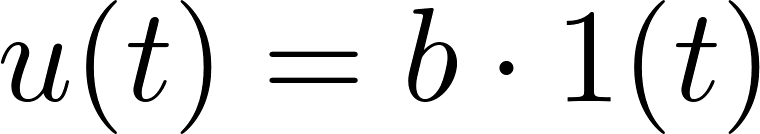 u(t) = b · 1(t)